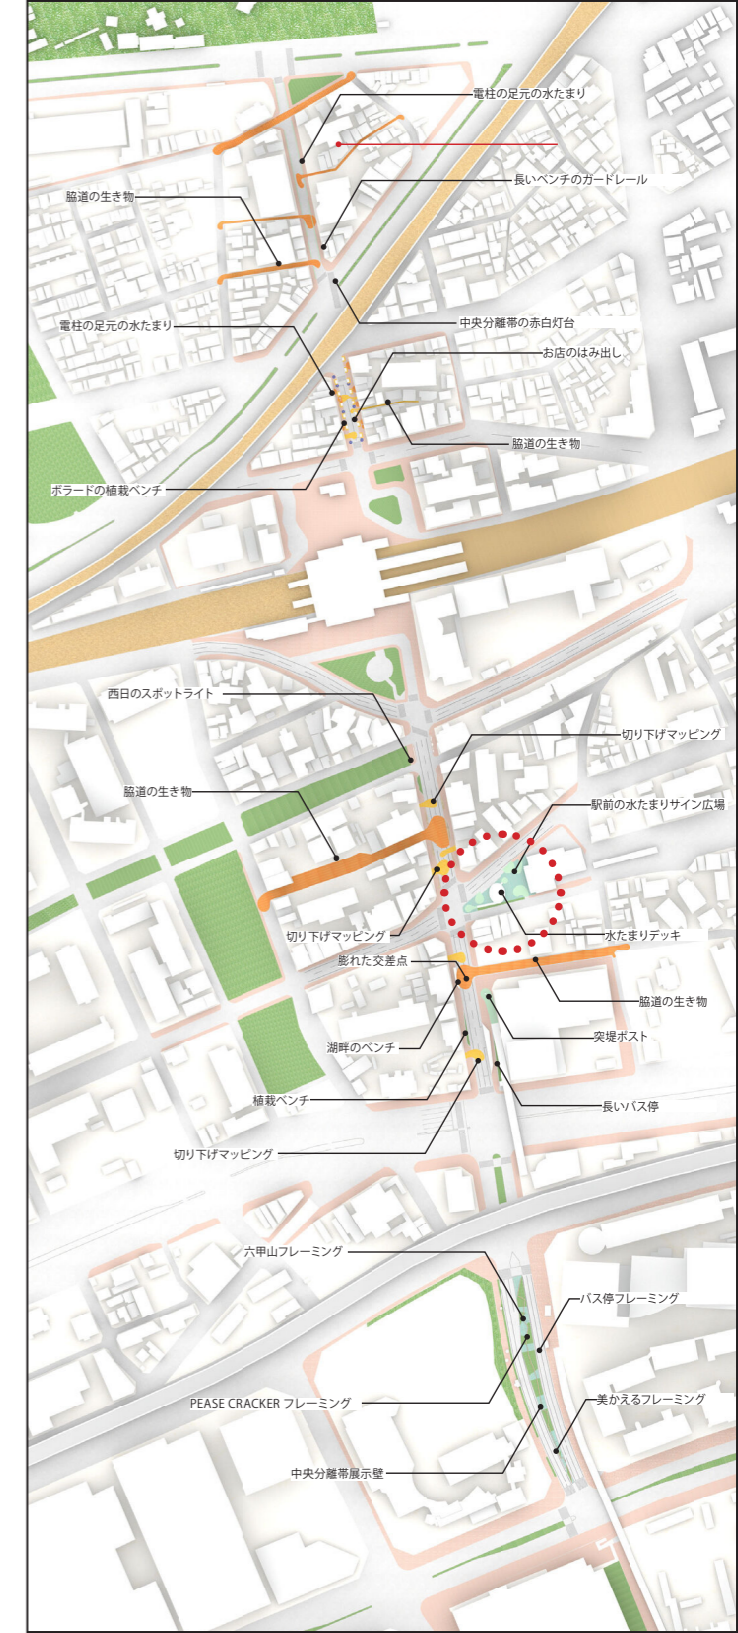 電柱の足元の水たまり
長いベンチのガードレール
脇道の生き物
中央分離帯の赤白灯台
電柱の足元の水たまり
お店のはみ出し
脇道の生き物
ボラードの植栽ベンチ
西日のスポットライト
切り下げマッピング
脇道の生き物
駅前の水たまりサイン広場
切り下げマッピング
水たまりデッキ
膨れた交差点
脇道の生き物
湖畔のベンチ
突堤ポスト
植栽ベンチ
長いバス停
切り下げマッピング
六甲山フレーミング
バス停フレーミング
PEASE CRACKER フレーミング
美かえるフレーミング
中央分離帯展示壁